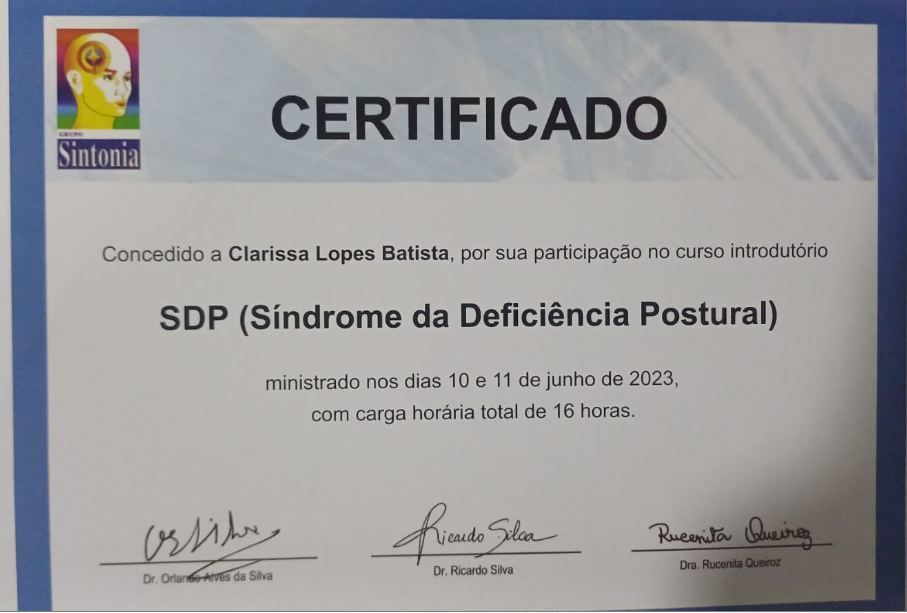 GRUPO
Sintonia
CERTIFICADO
Concedido a Clarissa Lopes Batista, por sua participação no curso introdutório
SDP (Síndrome da Deficiência Postural)
ministrado nos dias 10 e 11 de junho de 2023,
com carga horária total de 16 horas.
Ricardo Silva
Rucenita Queiroz
Dr. Orlando Alves da Silva
Dr. Ricardo Silva
Dra. Rucenita Queiroz